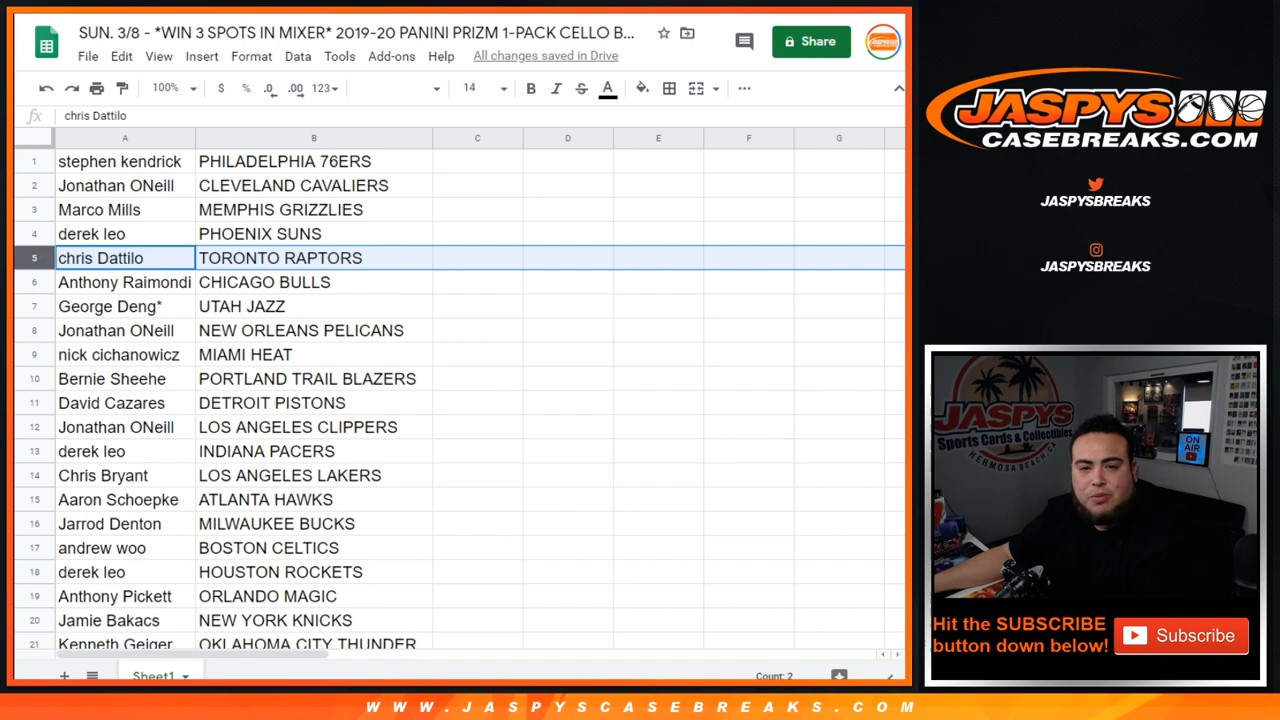 SUN. 3/8 - *WIN 3 SPOTS IN MIXER* 2019-20 PANINI PRIZM 1-PACK CELLO B...
Share
File Edit View Insert Format Data Tools Add-ons Help All changes saved in Drive
100% $ % .0 .00 123 14 B I S A ...
fx chris Dattilo
A B C D E F G
1 stephen kendrick PHILADELPHIA 76ERS
2 Jonathan ONeill CLEVELAND CAVALIERS
3 Marco Mills MEMPHIS GRIZZLIES
4 derek leo PHOENIX SUNS
5 chris Dattilo TORONTO RAPTORS
6 Anthony Raimondi CHICAGO BULLS
7 George Deng* UTAH JAZZ
8 Jonathan ONeill NEW ORLEANS PELICANS
9 nick cichanowicz MIAMI HEAT
10 Bernie Sheehe PORTLAND TRAIL BLAZERS
11 David Cazares DETROIT PISTONS
12 Jonathan ONeill LOS ANGELES CLIPPERS
13 derek leo INDIANA PACERS
14 Chris Bryant LOS ANGELES LAKERS
15 Aaron Schoepke ATLANTA HAWKS
16 Jarrod Denton MILWAUKEE BUCKS
17 andrew woo BOSTON CELTICS
18 derek leo HOUSTON ROCKETS
19 Anthony Pickett ORLANDO MAGIC
20 Jamie Bakacs NEW YORK KNICKS
21 Kenneth Geiger OKLAHOMA CITY THUNDER
Sheet1 Count: 2
JASPYS
CASEBREAKS.COM
JASPYSBREAKS
JASPYSBREAKS
JASPYS
Sports Cards & Collectibles
HERMOSA BEACH, CA
ON
AIR
Hit the SUBSCRIBE
button down below!
Subscribe
WWW.JASPYSCASEBREAKS.COM